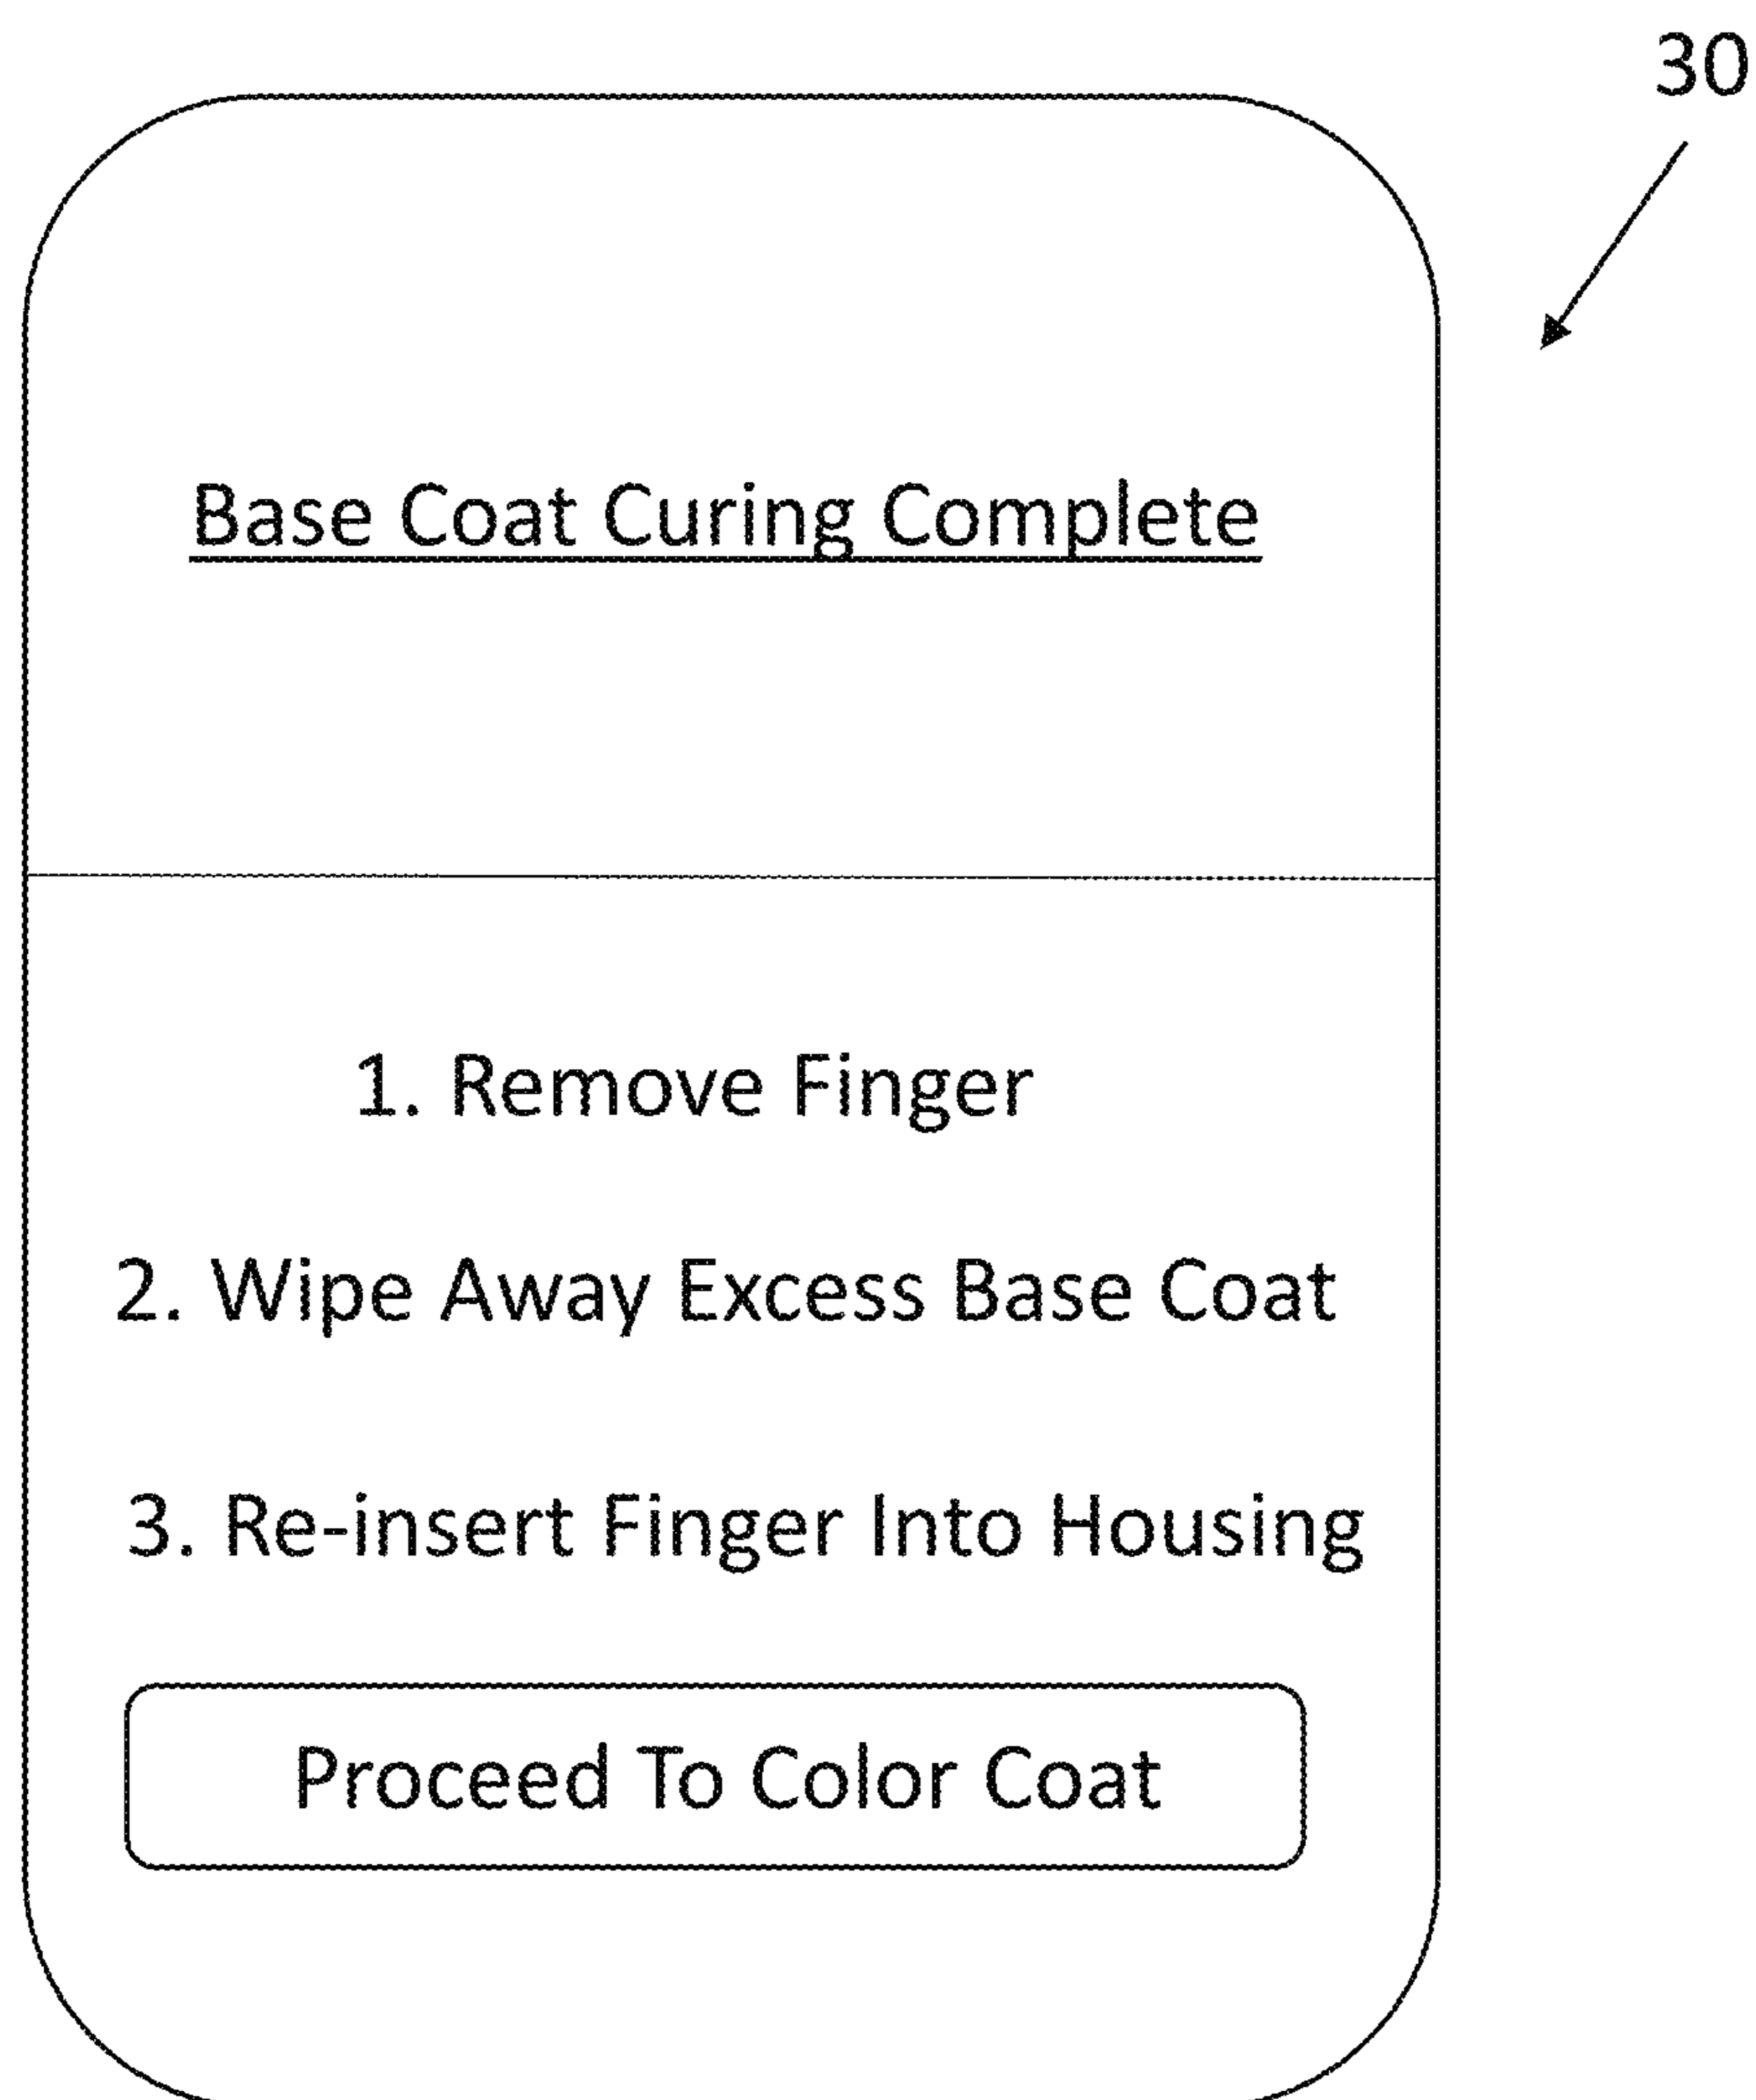 30
Base Coat Curing Complete
1. Remove Finger
2. Wipe Away Excess Base Coat
3. Re-insert Finger Into Housing
Proceed To Color Coat